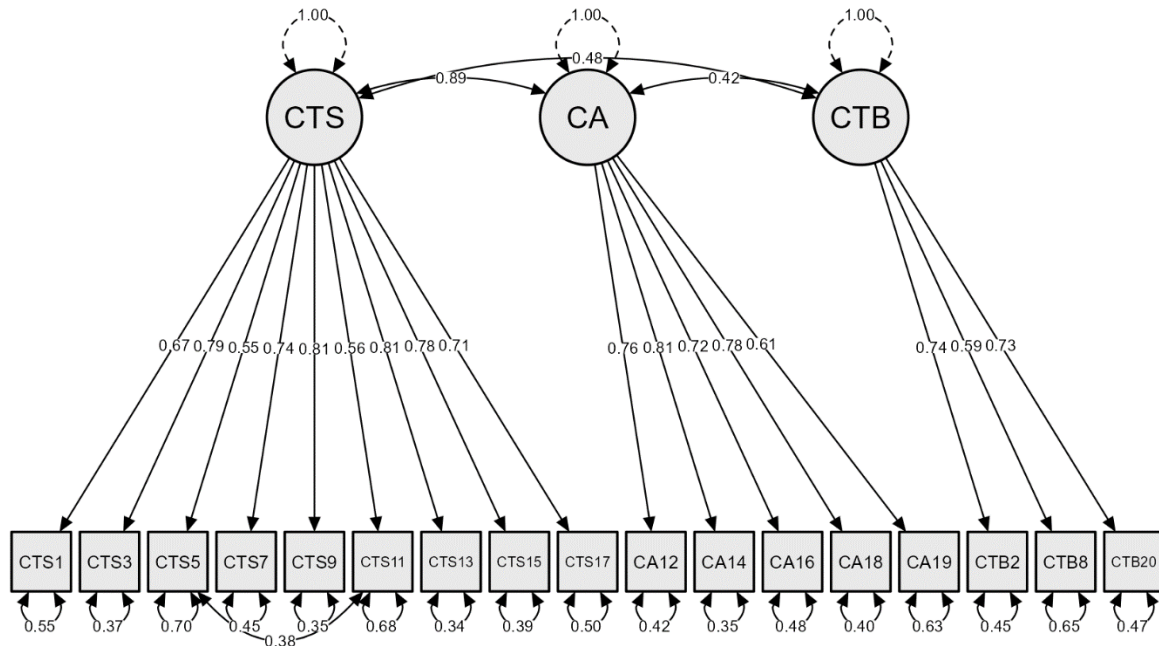 1.00 1.00 1.00
0.48
0.89 0.42
CTS CA CTB
0.67 0.79 0.55 0.74 0.81 0.56 0.81 0.78 0.71 0.76 0.81 0.72 0.78 0.61 0.74 0.59 0.73
CTS1 CTS3 CTS5 CTS7 CTS9 CTS11 CTS13 CTS15 CTS17 CA12 CA14 CA16 CA18 CA19 CTB2 CTB8 CTB20
0.55 0.37 0.70 0.45 0.35 0.68 0.34 0.39 0.50 0.42 0.35 0.48 0.40 0.63 0.45 0.65 0.47
0.38